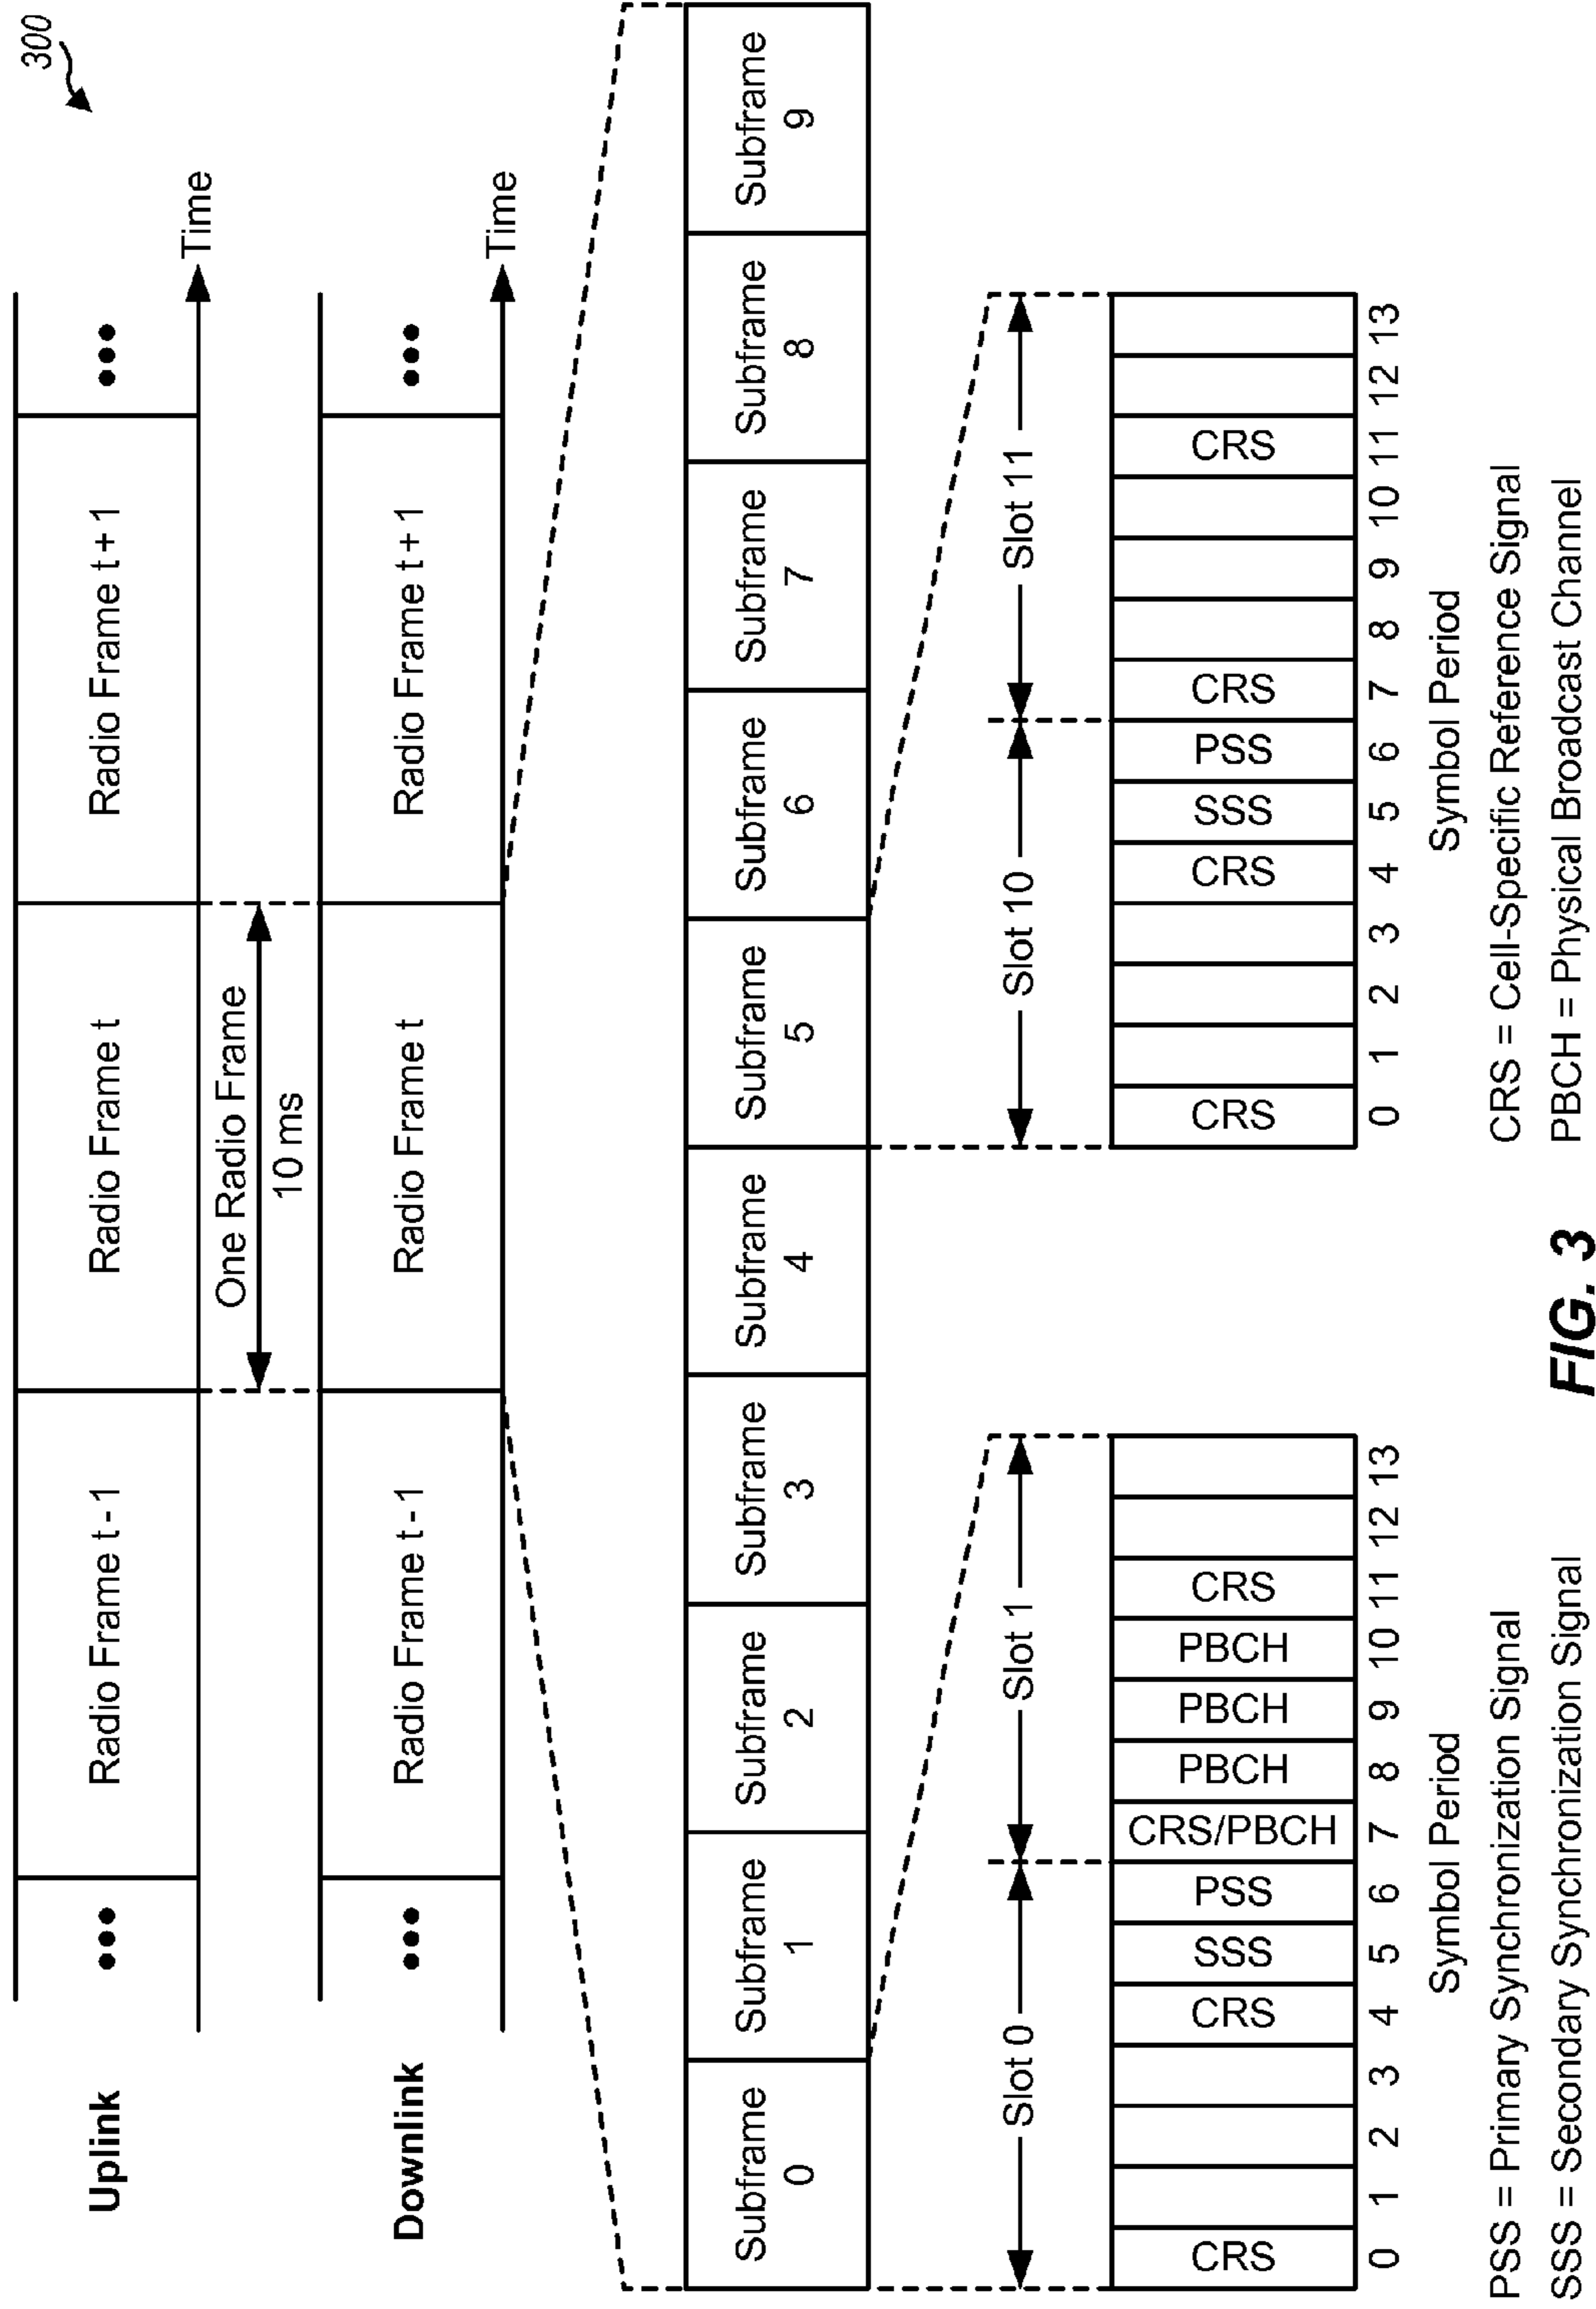 300
Uplink
••• Radio Frame t - 1 Radio Frame t Radio Frame t + 1 •••
Time
One Radio Frame
10 ms
Downlink
••• Radio Frame t - 1 Radio Frame t Radio Frame t + 1 •••
Time
Subframe Subframe Subframe Subframe Subframe Subframe Subframe Subframe Subframe Subframe
0 1 2 3 4 5 6 7 8 9
Slot 0 Slot 1
CRS CRS SSS PSS CRS/PBCH PBCH PBCH PBCH CRS
0 1 2 3 4 5 6 7 8 9 10 11 12 13
Symbol Period
Slot 10 Slot 11
CRS CRS SSS PSS CRS CRS
0 1 2 3 4 5 6 7 8 9 10 11 12 13
Symbol Period
PSS = Primary Synchronization Signal
SSS = Secondary Synchronization Signal
CRS = Cell-Specific Reference Signal
PBCH = Physical Broadcast Channel
FIG. 3